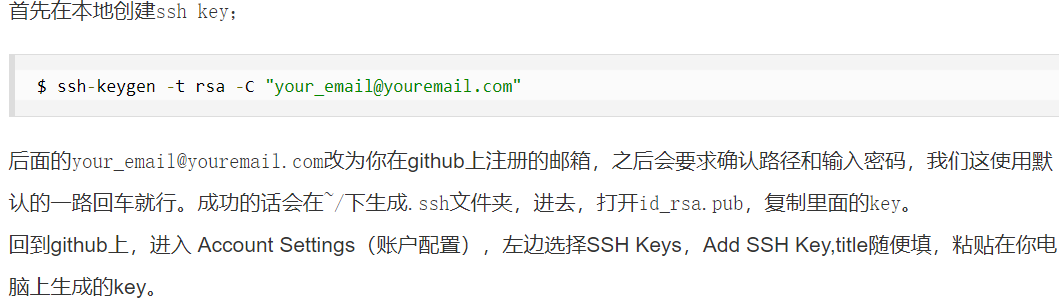 首先在本地创建ssh key；
$ ssh-keygen -t rsa -C "your_email@youremail.com"
后面的your_email@youremail.com改为你在github上注册的邮箱，之后会要求确认路径和输入密码，我们这使用默
认的一路回车就行。成功的话会在~/下生成.ssh文件夹，进去，打开id_rsa.pub，复制里面的key。
回到github上，进入 Account Settings（账户配置），左边选择SSH Keys，Add SSH Key,title随便填，粘贴在你电
脑上生成的key。